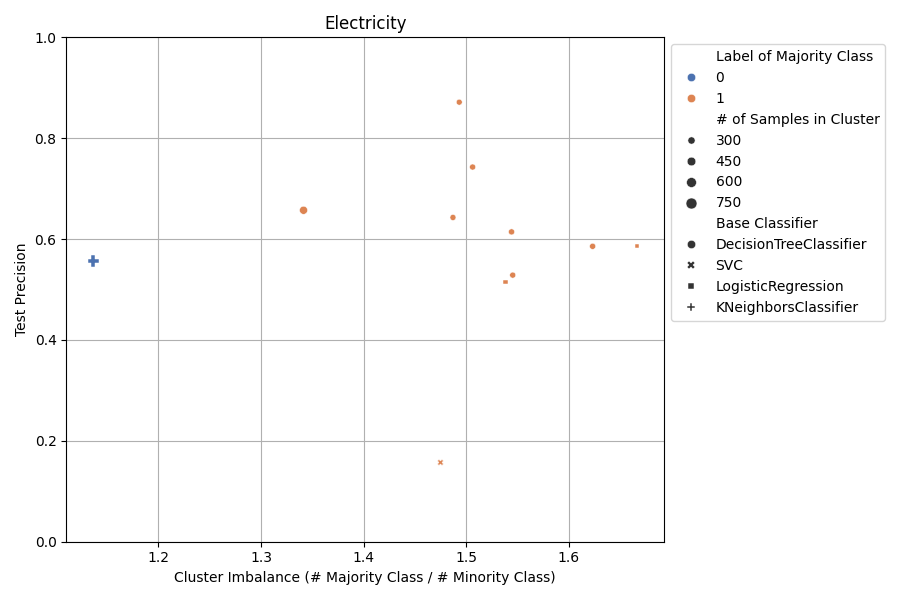 Electricity
1.0
0.8
0.6
0.4
0.2
0.0
Test Precision
1.2
1.3
1.4
1.5
1.6
Cluster Imbalance (# Majority Class / # Minority Class)
Label of Majority Class
0
1
# of Samples in Cluster
300
450
600
750
Base Classifier
DecisionTreeClassifier
SVC
LogisticRegression
KNeighborsClassifier